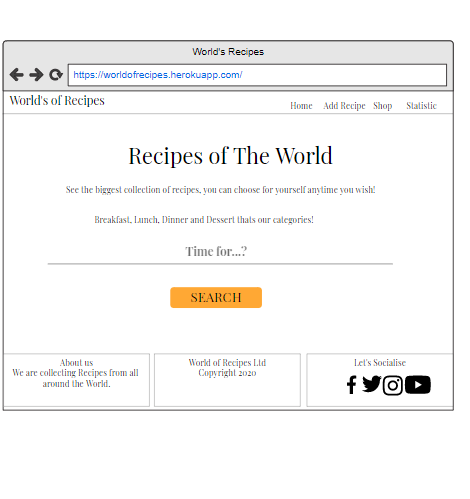 World's Recipes
https://worldofrecipes.herokuapp.com/
World's of Recipes
Home Add Recipe Shop Statistic
Recipes of The World
See the biggest collection of recipes, you can choose for yourself anytime you wish!
Breakfast, Lunch, Dinner and Dessert thats our categories!
Time for...?
SEARCH
About us
We are collecting Recipes from all
around the World.
World of Recipes Ltd
Copyright 2020
Let's Socialise